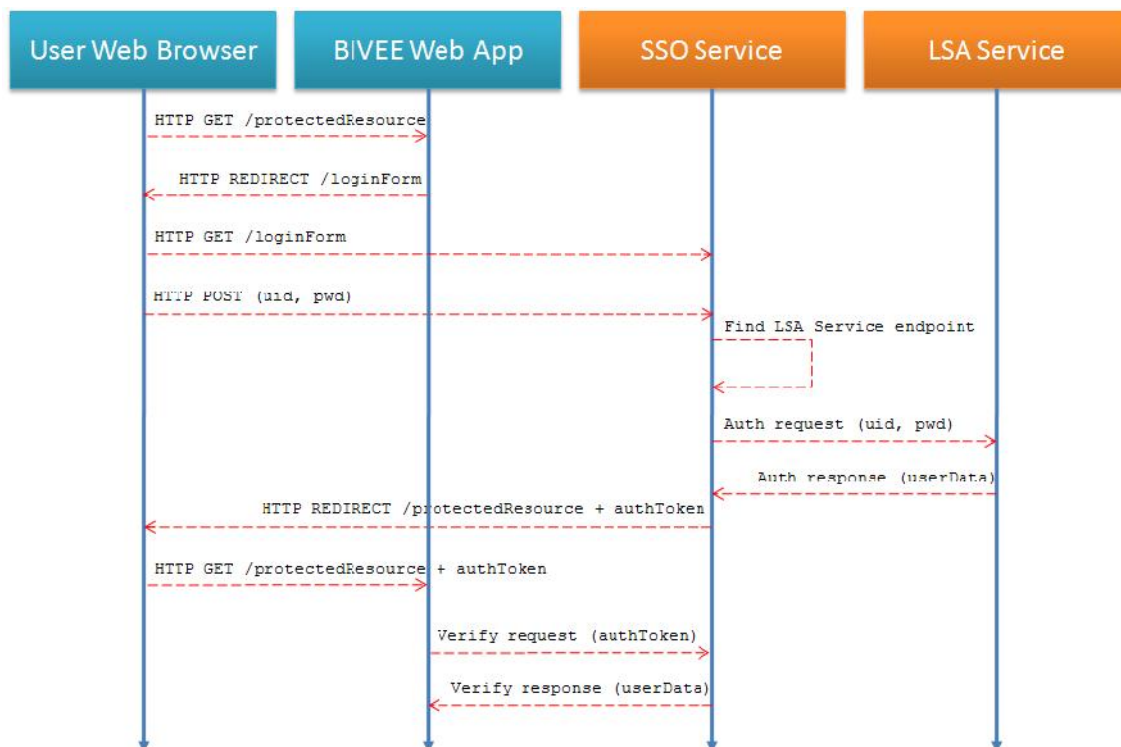 User Web Browser
BIVEE Web App
SSO Service
LSA Service
HTTP GET /protectedResource
HTTP REDIRECT /loginForm
HTTP GET /loginForm
HTTP POST (uid, pwd)
Find LSA Service endpoint
Auth request (uid, pwd)
Auth response (userData)
HTTP REDIRECT /protectedResource + authToken
HTTP GET /protectedResource + authToken
Verify request (authToken)
Verify response (userData)